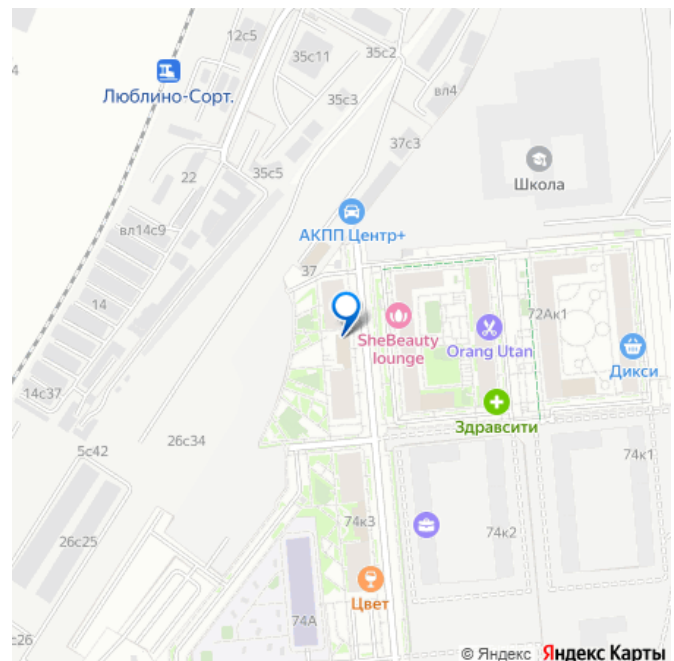 12с5
35с2
35с11
4
Люблино-Сорт.
35с3
вл4
37с3
35с5
22
Школа
вл14с9
АКПП Центр+
37
14
72Ак1
SheBeauty
lounge
Orang Utan
Дикси
14с37
Здравсити
26с34
5с42
74к1
74к3
74к2
26с25
Цвет
74А
с26
© Яндекс Яндекс Карты